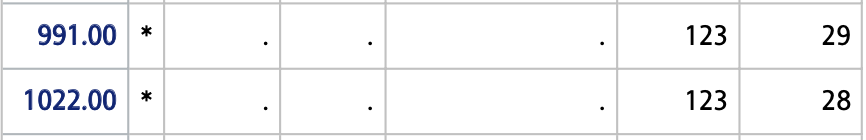 991.00 * . . . 123 29
1022.00 * . . . 123 28